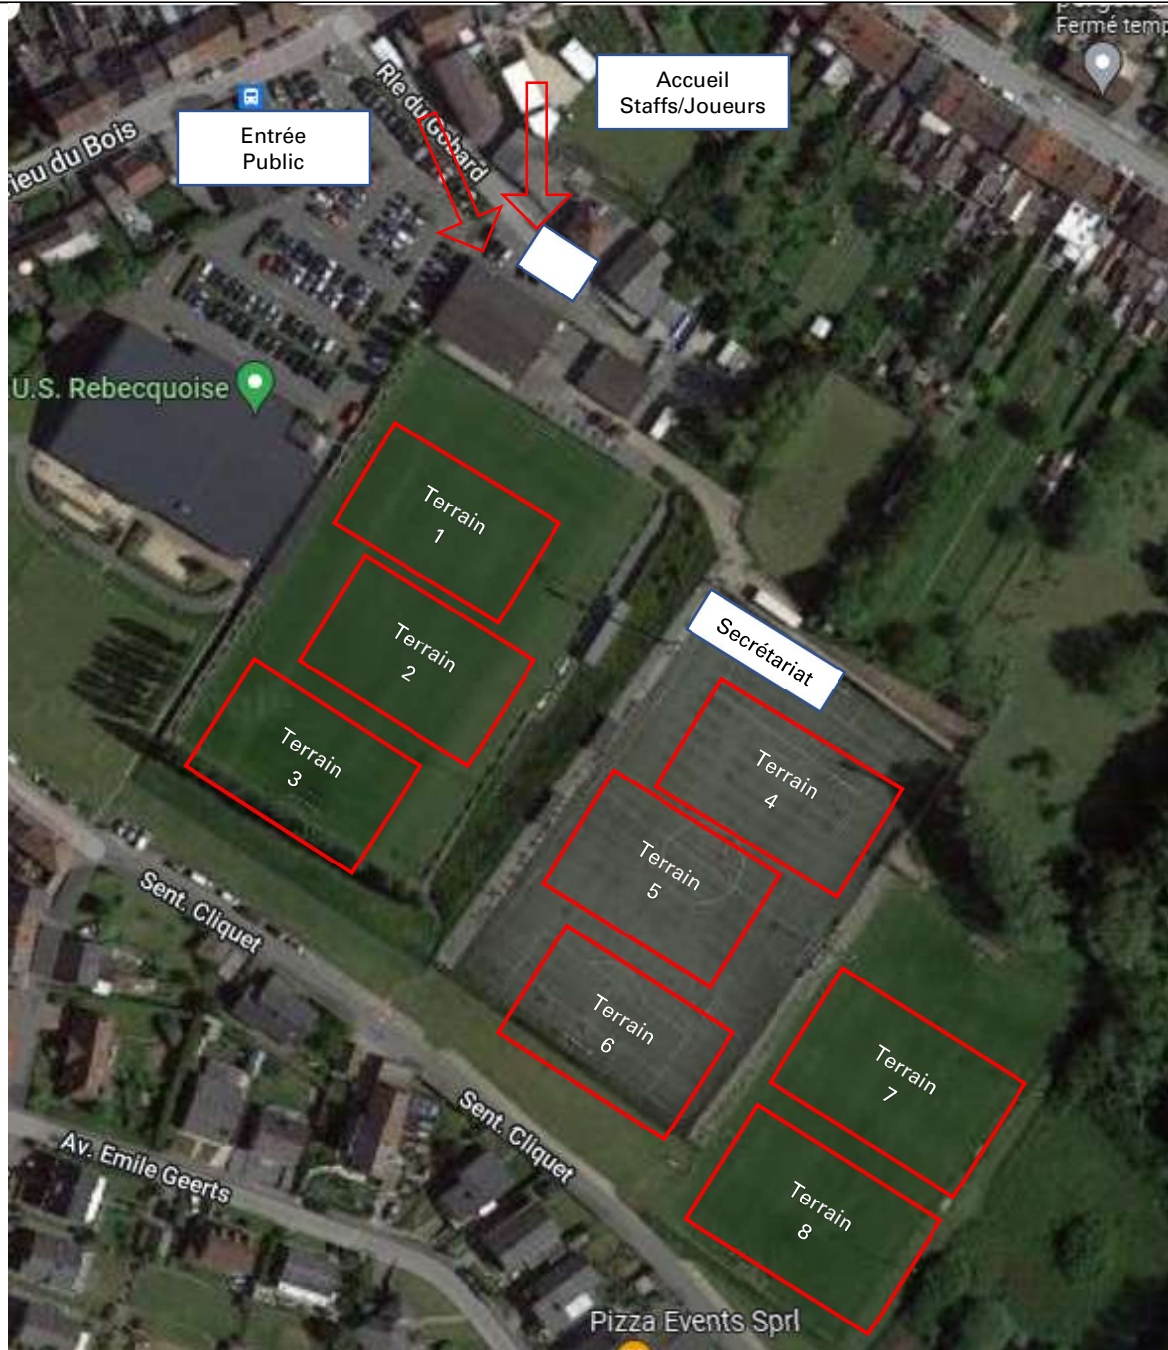 Fermé temp
Accueil
Staffs/Joueurs
Entrée
Public
Rle du Gobard
rieu du Bois
U.S. Rebecquoise
Terrain
1
Terrain
2
Terrain
3
Secrétariat
Terrain
4
Terrain
5
Terrain
6
Terrain
7
Terrain
8
Sent. Cliquet
Sent. Cliquet
Av. Emile Geerts
Pizza Events Sprl